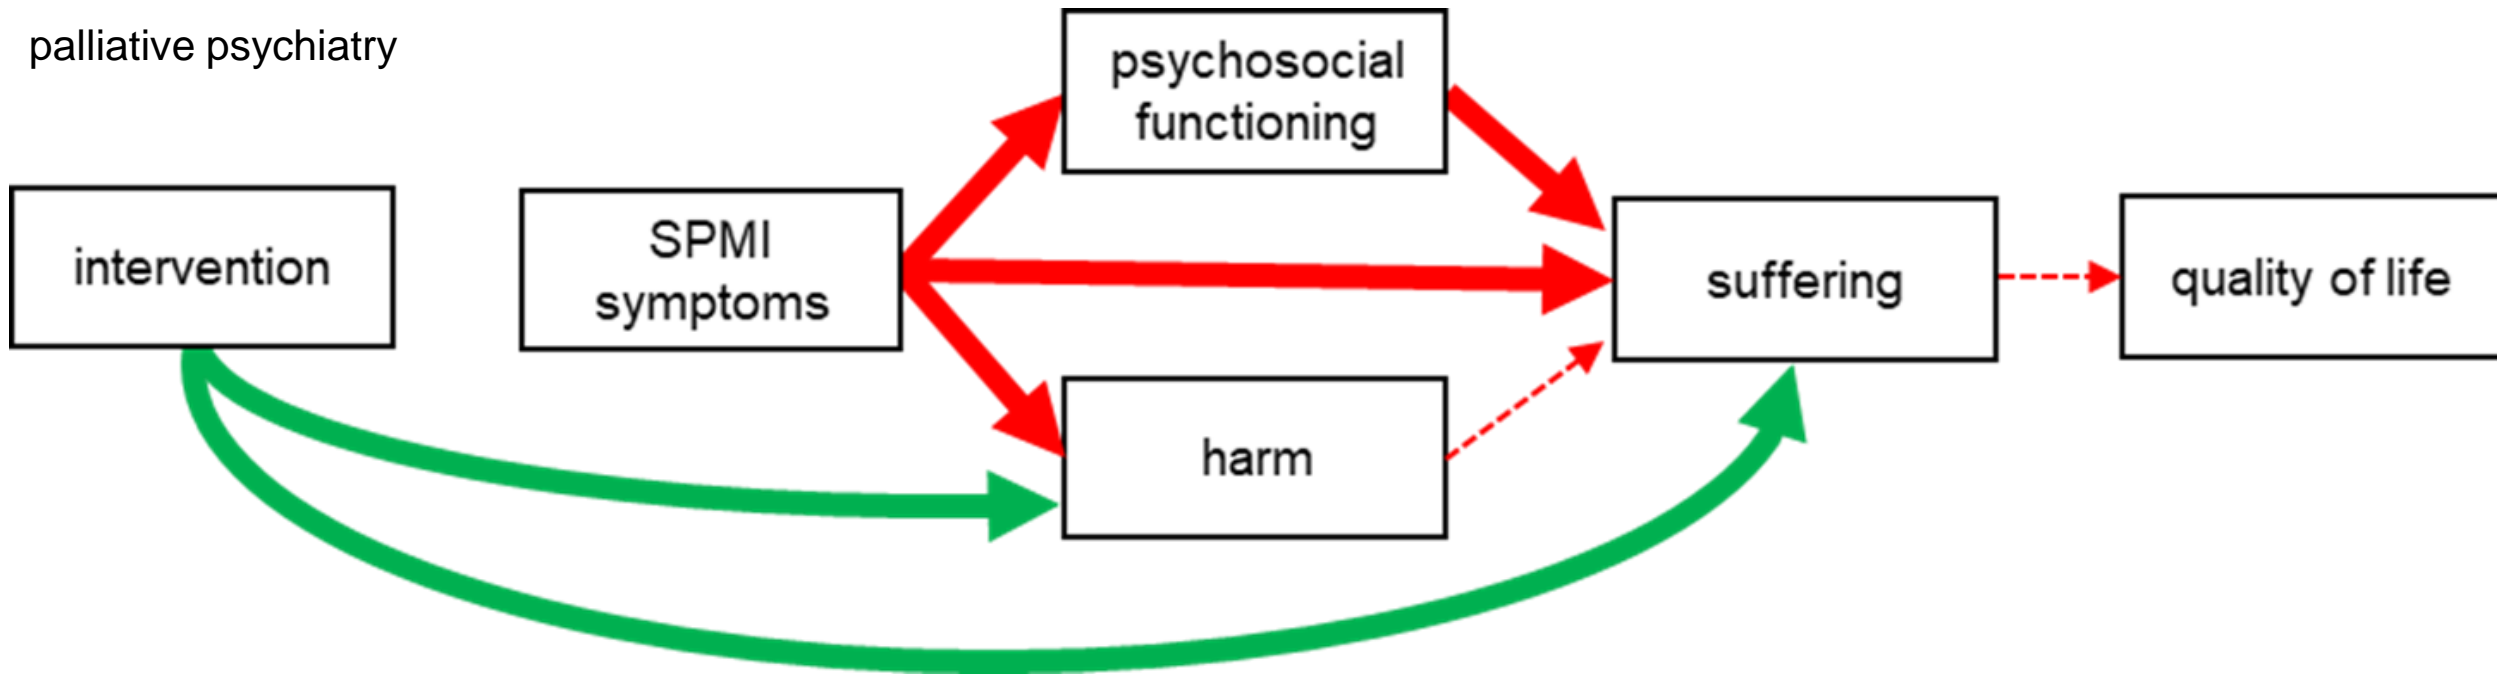 palliative psychiatry
psychosocial
functioning
intervention
SPMI
symptoms
suffering
quality of life
harm